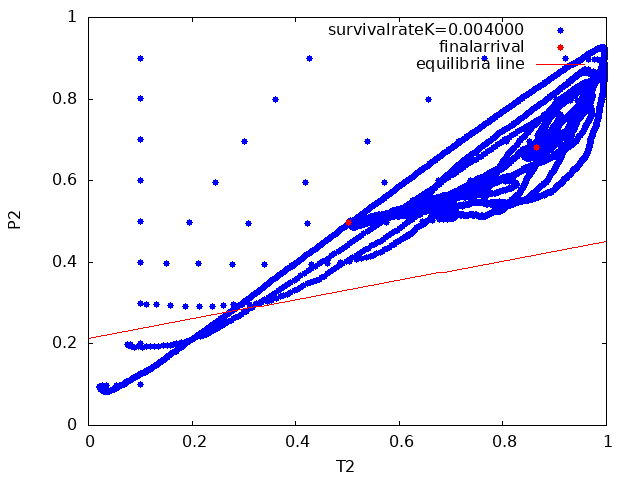 survivalrateK=0.004000
finalarrival
equilibria line
1
0.8
0.6
0.4
0.2
0
P2
0 0.2 0.4 0.6 0.8 1
T2